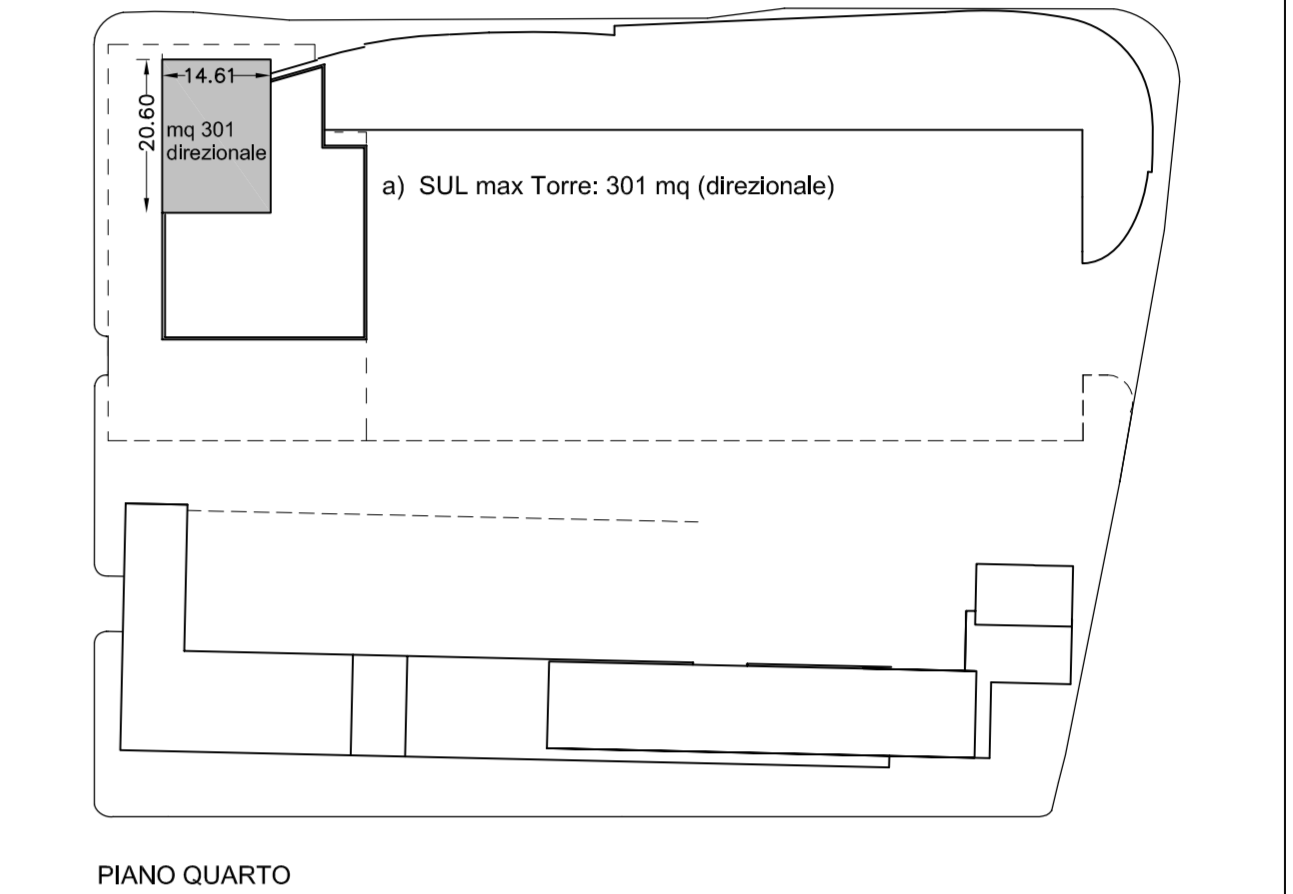 14.61
20.60
mq 301
direzionale
a) SUL max Torre: 301 mq (direzionale)
PIANO QUARTO